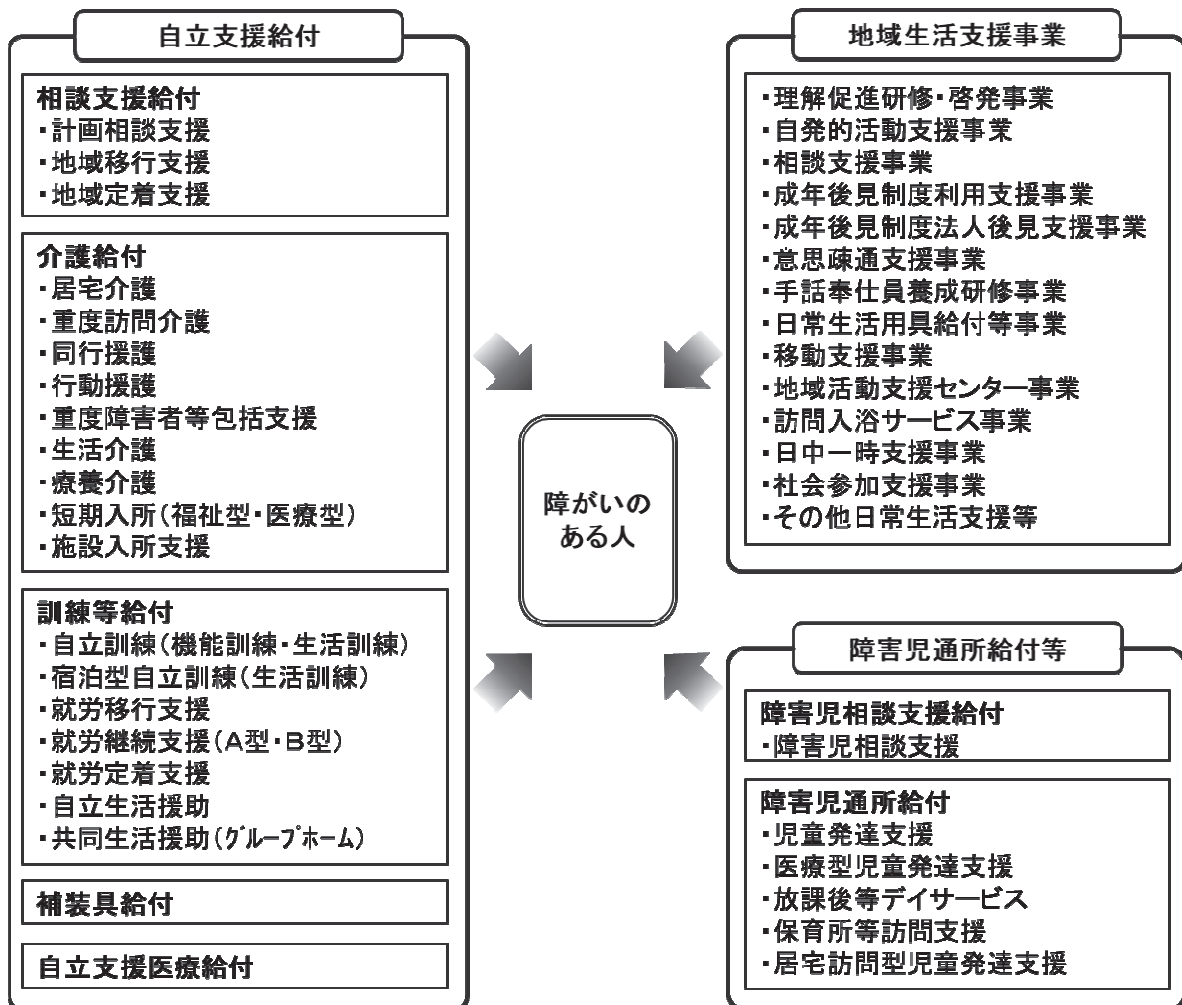 自立支援給付
相談支援給付
・計画相談支援
・地域移行支援
・地域定着支援
介護給付
・居宅介護
・重度訪問介護
・同行援護
・行動援護
・重度障害者等包括支援
・生活介護
・療養介護
・短期入所(福祉型・医療型)
・施設入所支援
訓練等給付
・自立訓練(機能訓練・生活訓練)
・宿泊型自立訓練(生活訓練)
・就労移行支援
・就労継続支援(A型・B型)
・就労定着支援
・自立生活援助
・共同生活援助(グループホーム)
補装具給付
自立支援医療給付
障がいの
ある人
地域生活支援事業
・理解促進研修・啓発事業
・自発的活動支援事業
・相談支援事業
・成年後見制度利用支援事業
・成年後見制度法人後見支援事業
・意思疎通支援事業
・手話奉仕員養成研修事業
・日常生活用具給付等事業
・移動支援事業
・地域活動支援センター事業
・訪問入浴サービス事業
・日中一時支援事業
・社会参加支援事業
・その他日常生活支援等
障害児通所給付等
障害児相談支援給付
・障害児相談支援
障害児通所給付
・児童発達支援
・医療型児童発達支援
・放課後等デイサービス
・保育所等訪問支援
・居宅訪問型児童発達支援